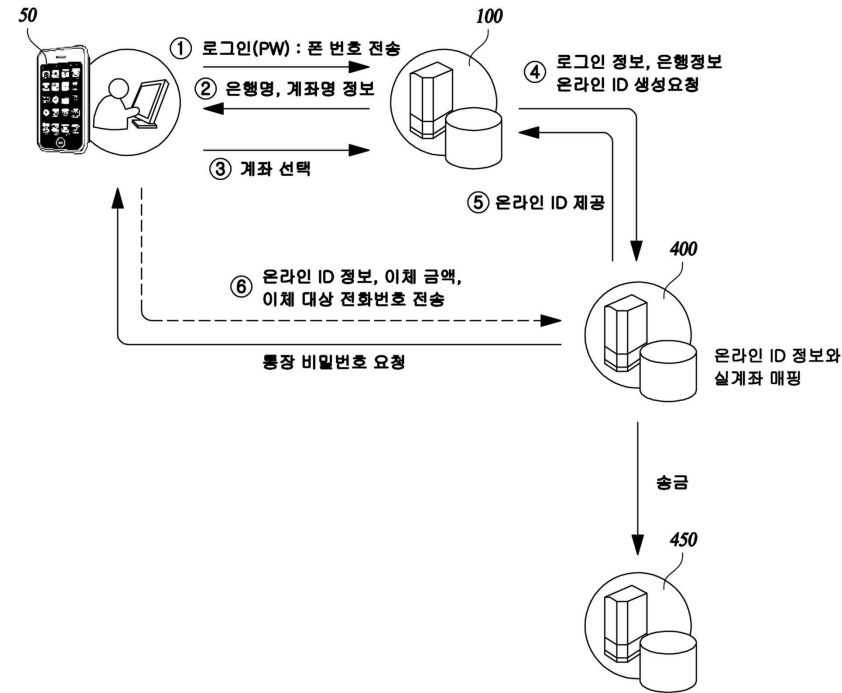 50
100
① 로그인(PW) : 폰 번호 전송
② 은행명, 계좌명 정보
③ 계좌 선택
④ 로그인 정보, 은행정보
온라인 ID 생성요청
⑤ 온라인 ID 제공
400
⑥ 온라인 ID 정보, 이체 금액,
이체 대상 전화번호 전송
통장 비밀번호 요청
온라인 ID 정보와
실계좌 매핑
송금
450